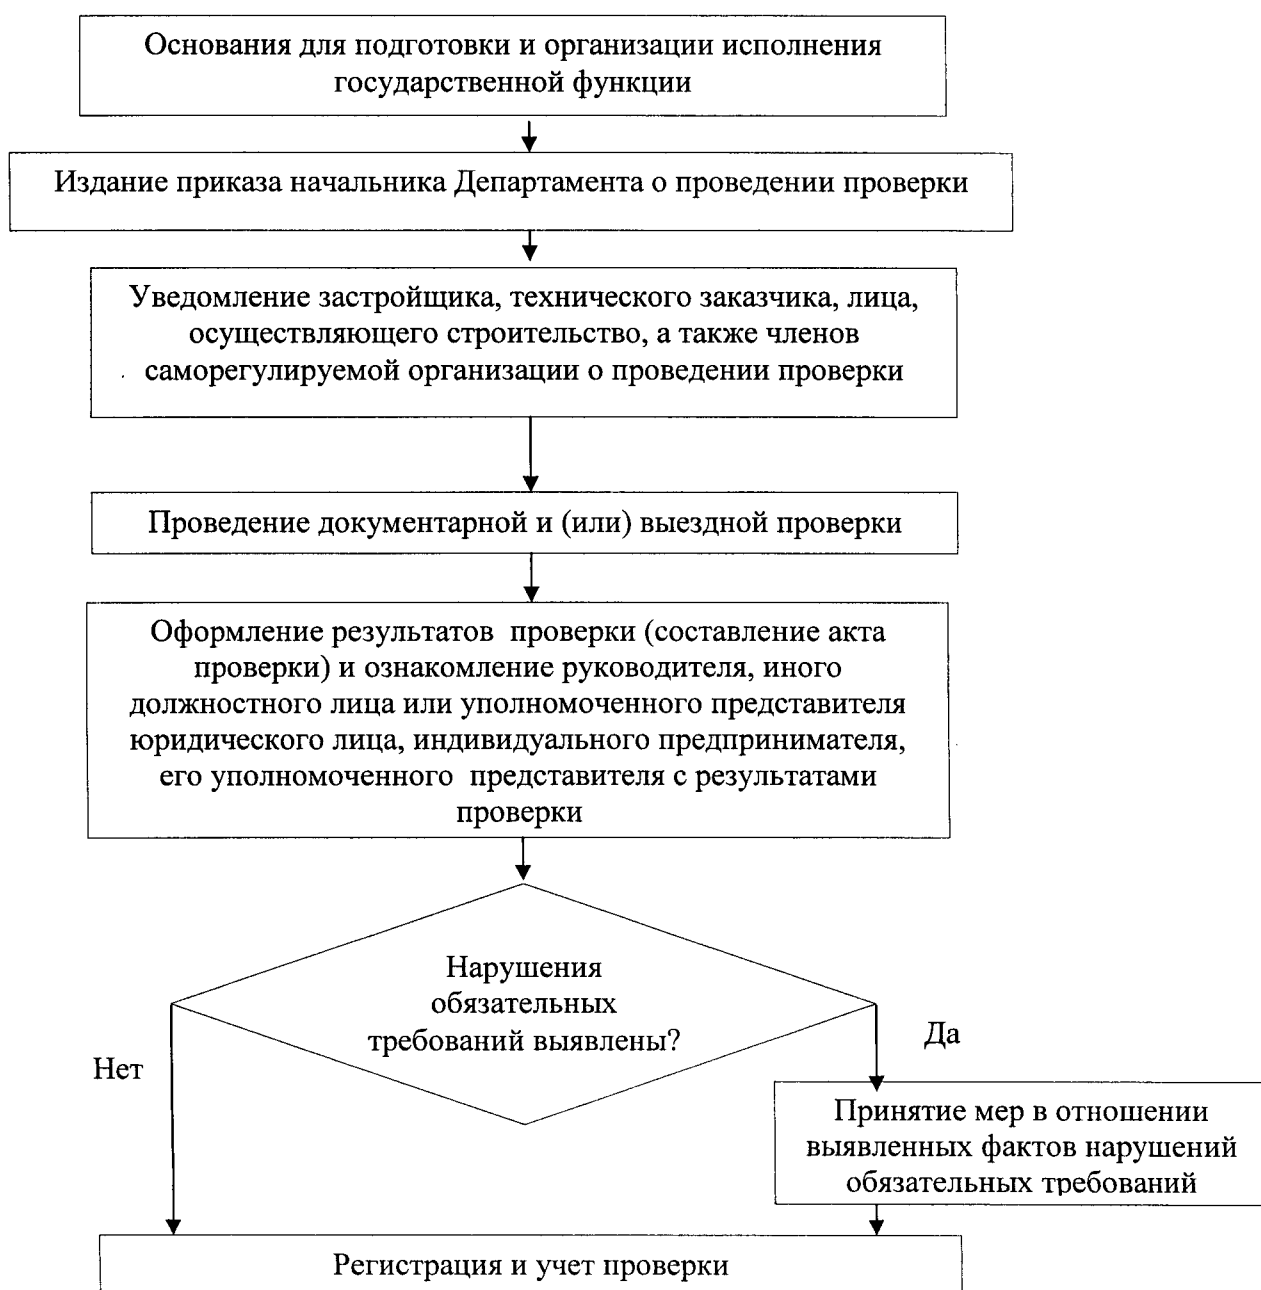 Основания для подготовки и организации исполнения
государственной функции
Издание приказа начальника Департамента о проведении проверки
Уведомление застройщика, технического заказчика, лица,
осуществляющего строительство, а также членов
саморегулируемой организации о проведении проверки
Проведение документарной и (или) выездной проверки
Оформление результатов проверки (составление акта
проверки) и ознакомление руководителя, иного
должностного лица или уполномоченного представителя
юридического лица, индивидуального предпринимателя,
его уполномоченного представителя с результатами
проверки
Нарушения
обязательных
требований выявлены?
Нет
Да
Принятие мер в отношении
выявленных фактов нарушений
обязательных требований
Регистрация и учет проверки